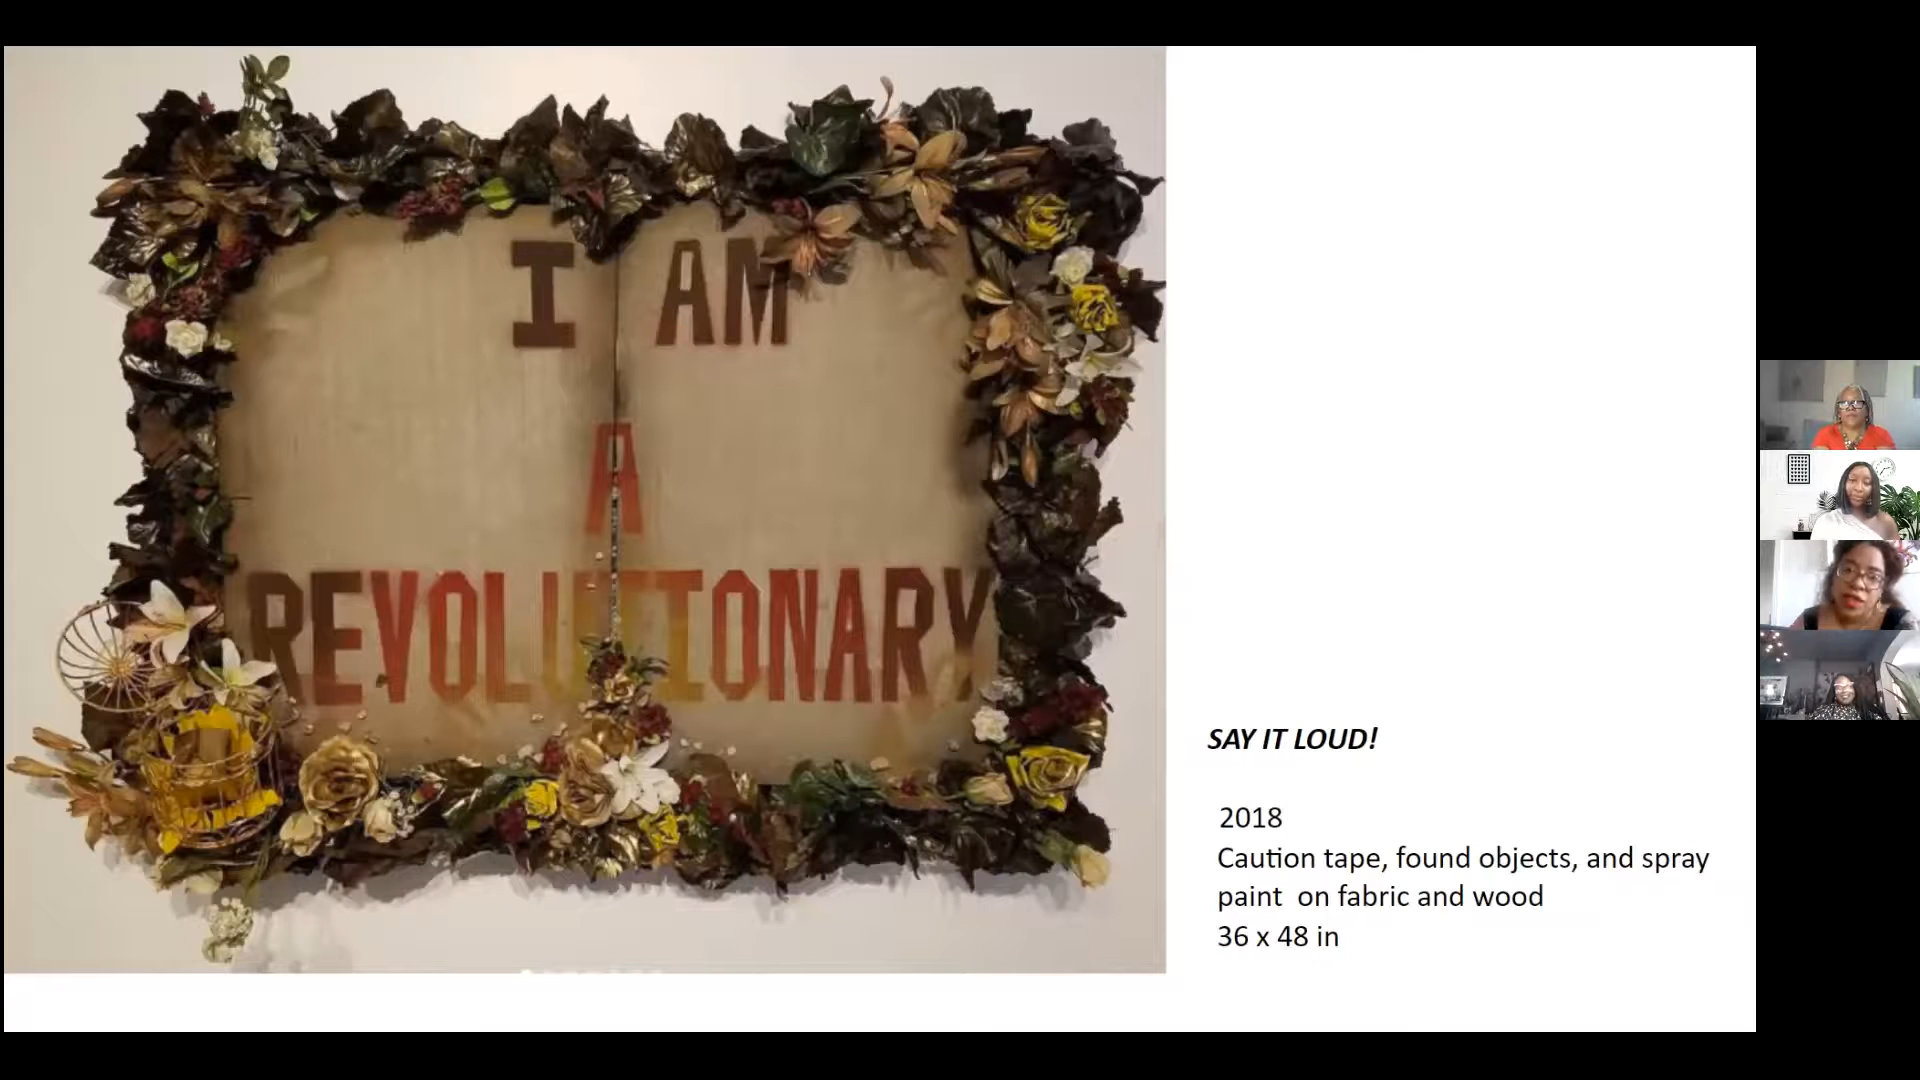 I AM
A
REVOLUTIONARY
SAY IT LOUD!
2018
Caution tape, found objects, and spray
paint on fabric and wood
36 x 48 in